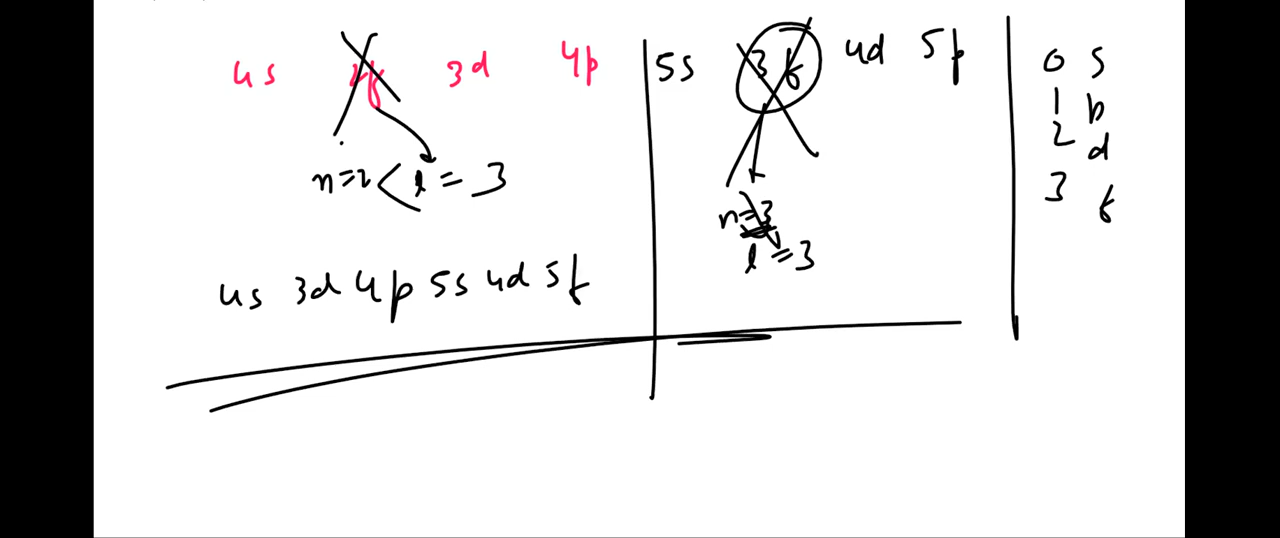 4s 2f 3d 4p 5s 3f 4d 5p
0 s
1 p
2 d
3 f
n=2 < l = 3
n=3
l = 3
4s 3d 4p 5s 4d 5f